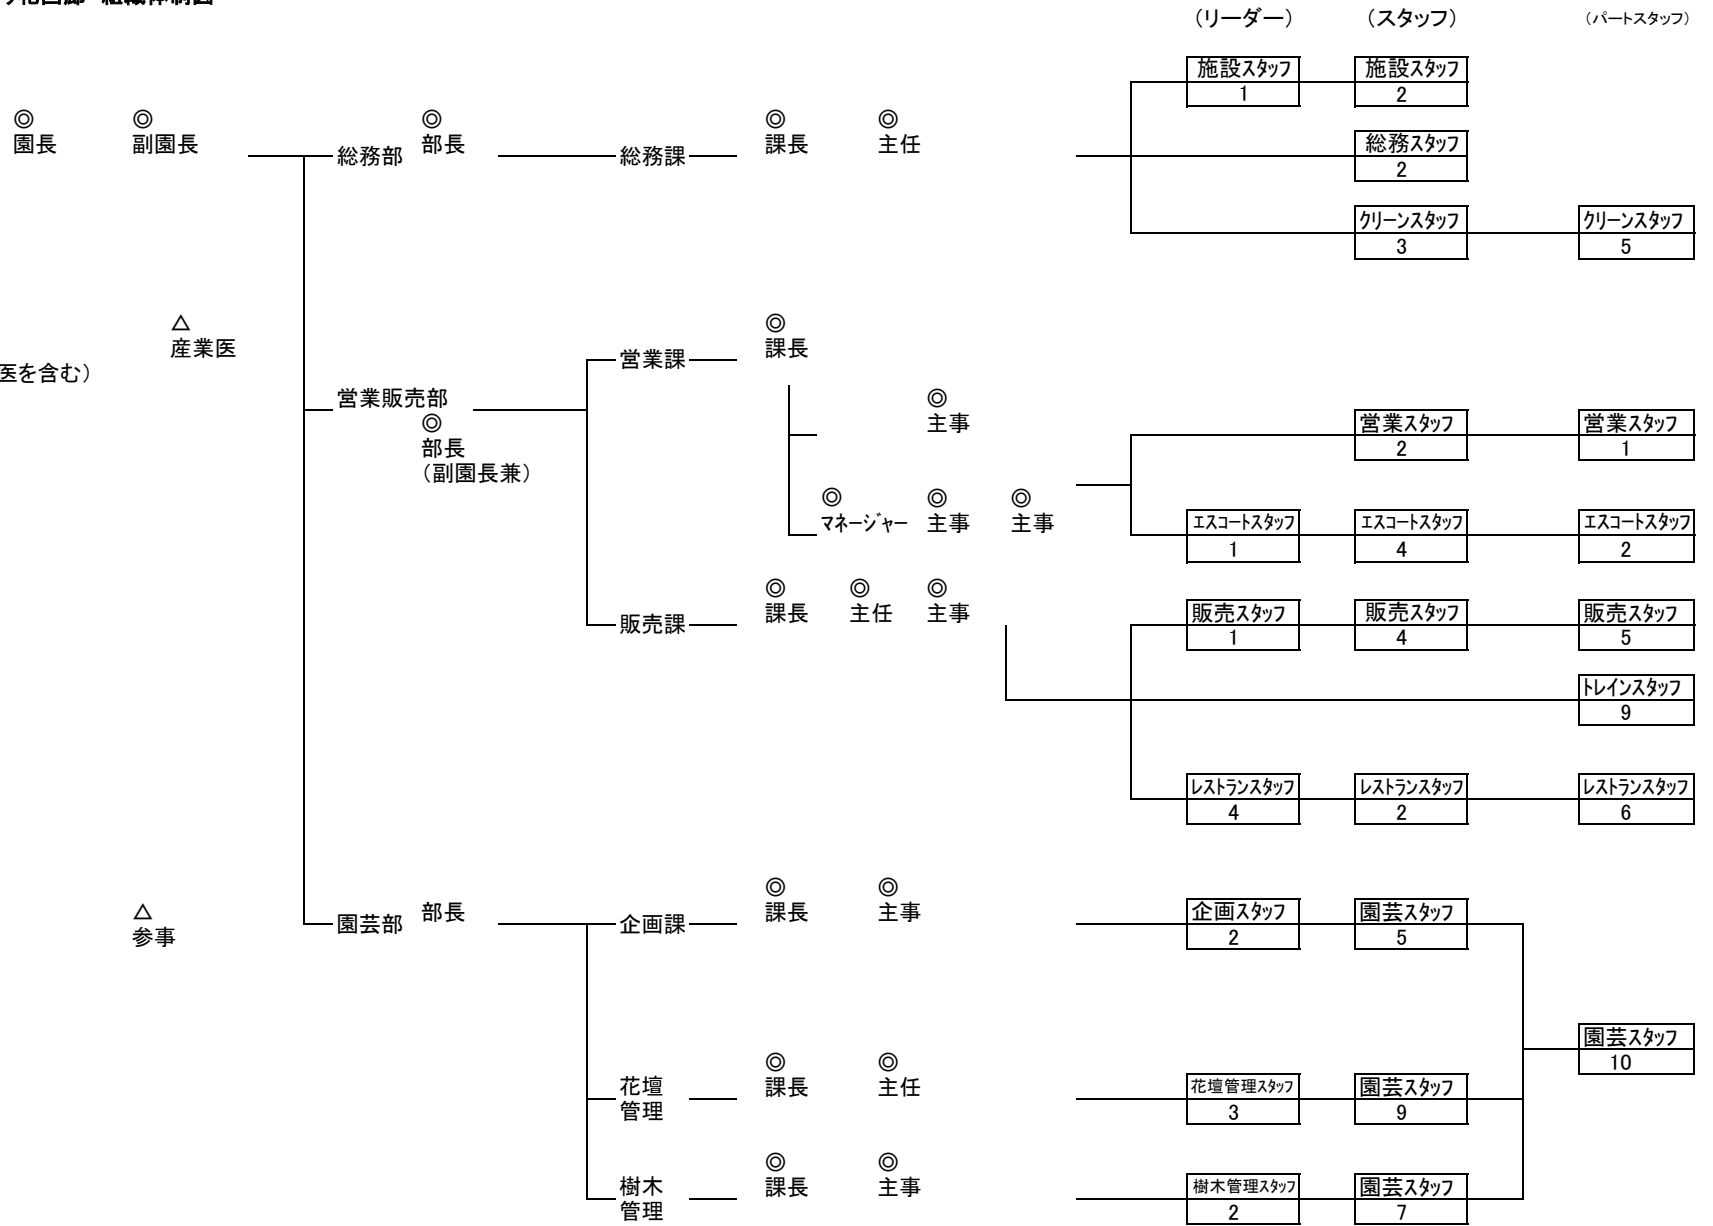 花回廊 組織体制図
（リーダー） （スタッフ） （パートスタッフ）
施設スタッフ 施設スタッフ
1 2
◎ ◎ ◎ ◎ ◎
園長 副園長 総務部 部長 総務課 課長 主任
総務スタッフ
2
クリーンスタッフ クリーンスタッフ
3 5
△ ◎
産業医 営業課 課長
医を含む）
営業販売部 ◎
◎ 主事
部長
（副園長兼）
営業スタッフ 営業スタッフ
2 1
◎ ◎ ◎
マネージャー 主事 主事
エスコートスタッフ エスコートスタッフ エスコートスタッフ
1 4 2
◎ ◎ ◎
販売課 課長 主任 主事
販売スタッフ 販売スタッフ 販売スタッフ
1 4 5
トレインスタッフ
9
レストランスタッフ レストランスタッフ レストランスタッフ
4 2 6
△ ◎ ◎
参事 園芸部 部長 企画課 課長 主事
企画スタッフ 園芸スタッフ
2 5
園芸スタッフ
10
◎ ◎
花壇 課長 主任
管理
花壇管理スタッフ 園芸スタッフ
3 9
◎ ◎
樹木 課長 主事
管理
樹木管理スタッフ 園芸スタッフ
2 7